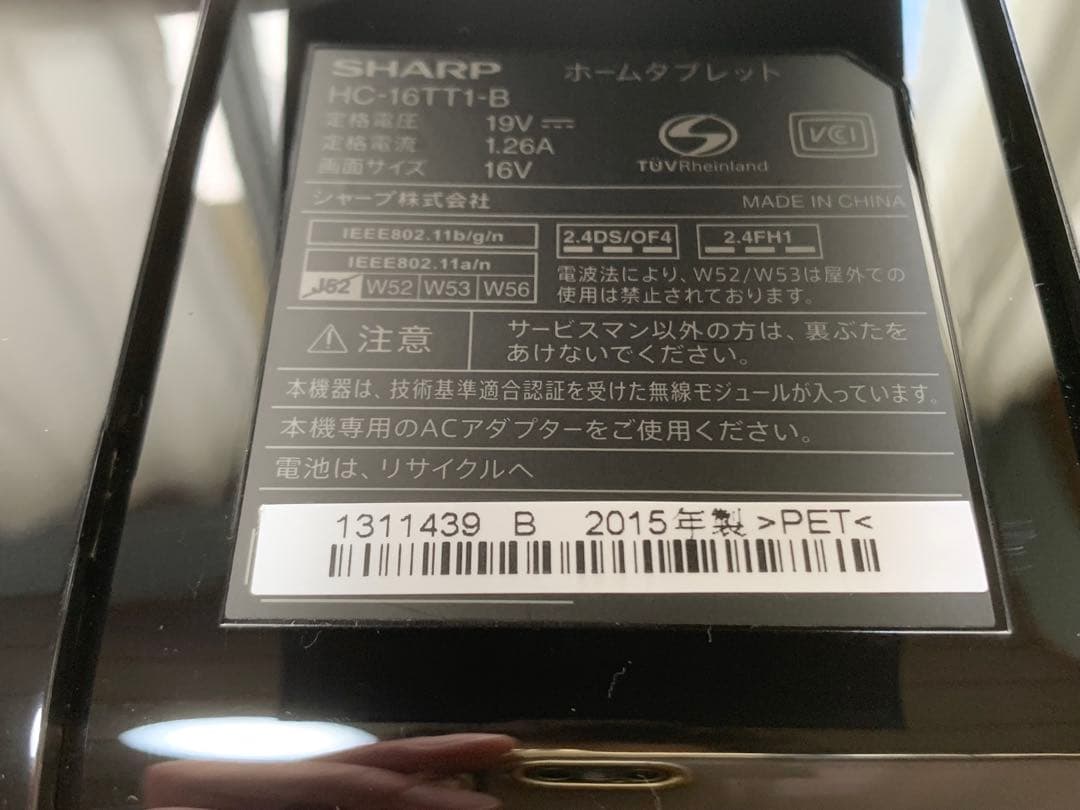 SHARP ホームタブレット
HC-16TT1-B
定格電圧 19V
定格電流 1.26A
画面サイズ 16V
TÜVRheinland
VCCI
シャープ株式会社 MADE IN CHINA
IEEE802.11b/g/n
IEEE802.11a/n
J52 W52 W53 W56
2.4DS/OF4 2.4FH1
電波法により、W52/W53は屋外での
使用は禁止されております。
注意
サービスマン以外の方は、裏ぶたを
あけないでください。
本機器は、技術基準適合認証を受けた無線モジュールが入っています。
本機専用のACアダプターをご使用ください。
電池は、リサイクルへ
1311439 B 2015年製 >PET<